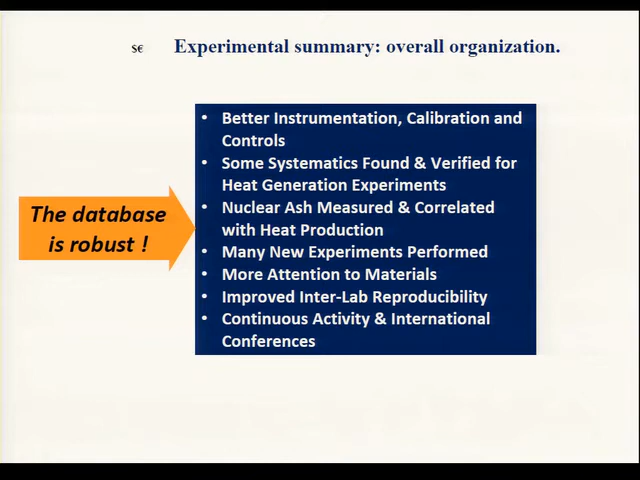 $€ Experimental summary: overall organization.
• Better Instrumentation, Calibration and
Controls
• Some Systematics Found & Verified for
Heat Generation Experiments
• Nuclear Ash Measured & Correlated
with Heat Production
• Many New Experiments Performed
• More Attention to Materials
• Improved Inter-Lab Reproducibility
• Continuous Activity & International
Conferences
The database
is robust !